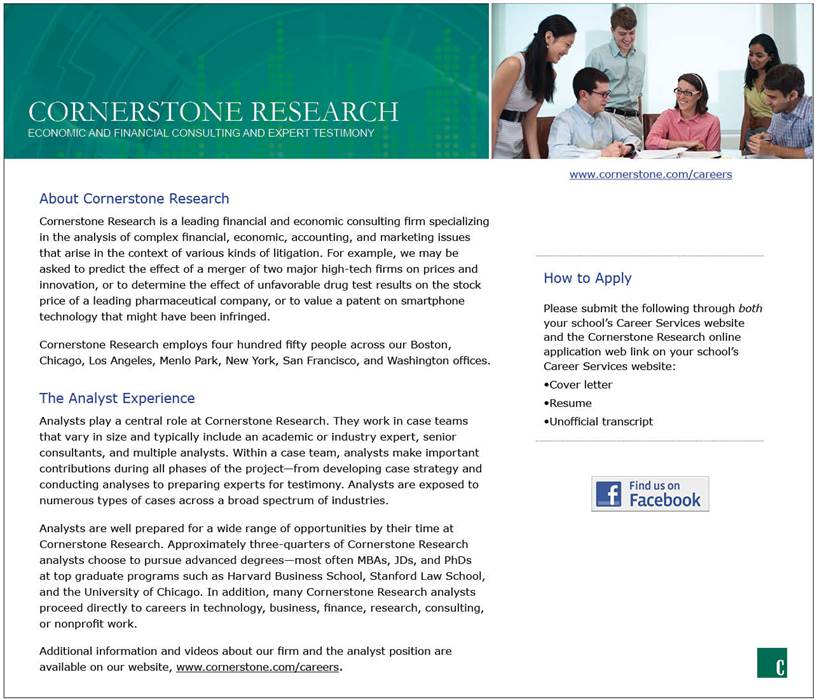 CORNERSTONE RESEARCH
ECONOMIC AND FINANCIAL CONSULTING AND EXPERT TESTIMONY
www.cornerstone.com/careers
About Cornerstone Research
Cornerstone Research is a leading financial and economic consulting firm specializing
in the analysis of complex financial, economic, accounting, and marketing issues
that arise in the context of various kinds of litigation. For example, we may be
asked to predict the effect of a merger of two major high-tech firms on prices and
innovation, or to determine the effect of unfavorable drug test results on the stock
price of a leading pharmaceutical company, or to value a patent on smartphone
technology that might have been infringed.
Cornerstone Research employs four hundred fifty people across our Boston,
Chicago, Los Angeles, Menlo Park, New York, San Francisco, and Washington offices.
The Analyst Experience
Analysts play a central role at Cornerstone Research. They work in case teams
that vary in size and typically include an academic or industry expert, senior
consultants, and multiple analysts. Within a case team, analysts make important
contributions during all phases of the project—from developing case strategy and
conducting analyses to preparing experts for testimony. Analysts are exposed to
numerous types of cases across a broad spectrum of industries.
Analysts are well prepared for a wide range of opportunities by their time at
Cornerstone Research. Approximately three-quarters of Cornerstone Research
analysts choose to pursue advanced degrees—most often MBAs, JDs, and PhDs
at top graduate programs such as Harvard Business School, Stanford Law School,
and the University of Chicago. In addition, many Cornerstone Research analysts
proceed directly to careers in technology, business, finance, research, consulting,
or nonprofit work.
Additional information and videos about our firm and the analyst position are
available on our website, www.cornerstone.com/careers.
How to Apply
Please submit the following through both
your school's Career Services website
and the Cornerstone Research online
application web link on your school's
Career Services website:
•Cover letter
•Resume
•Unofficial transcript
f
Find us on
Facebook
C